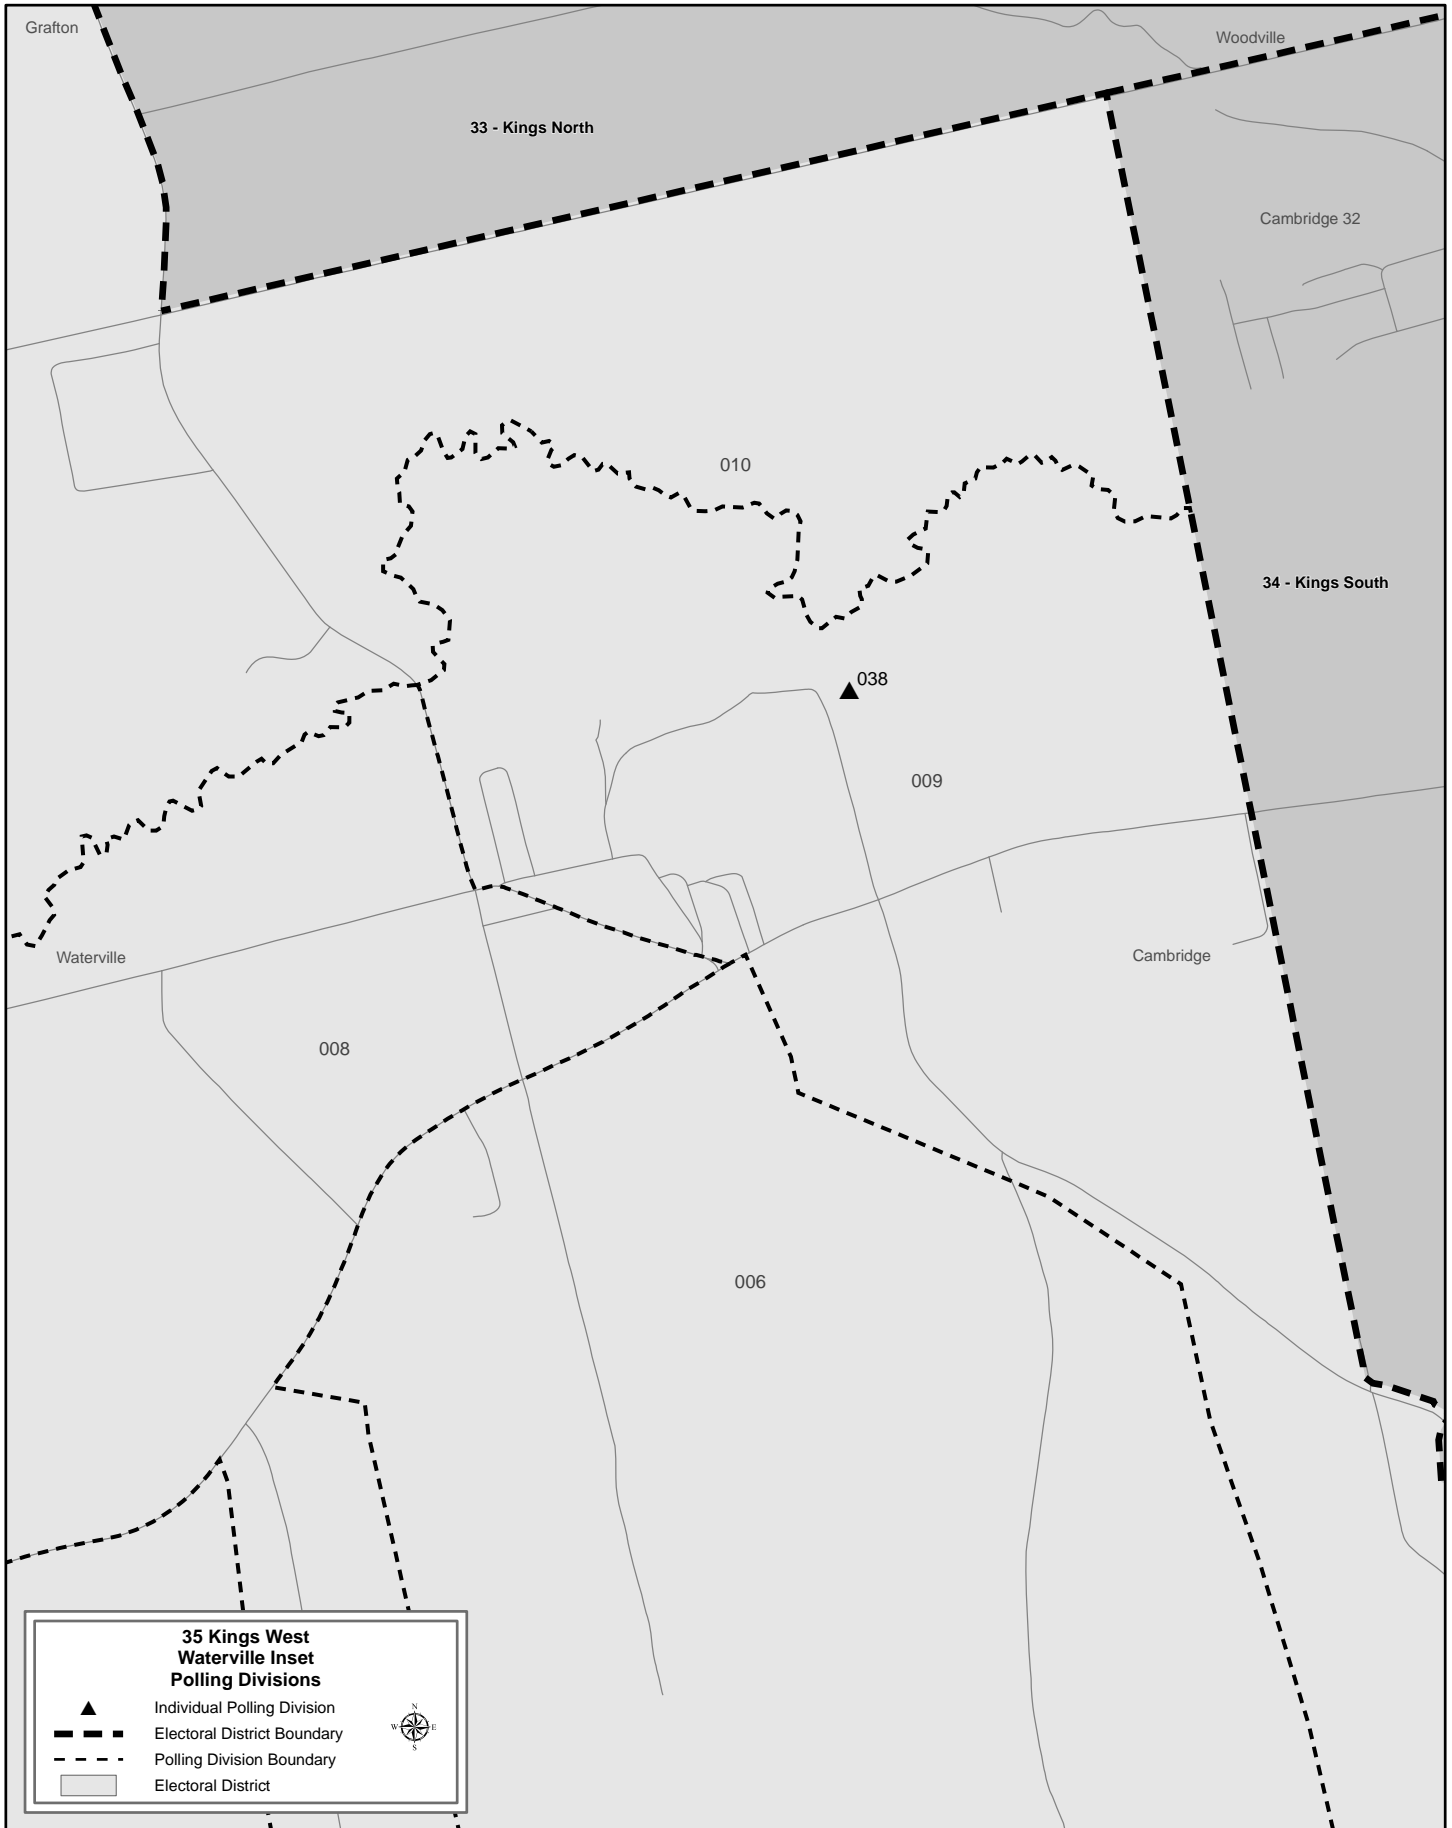 Grafton
Woodville
33 - Kings North
Cambridge 32
010
34 - Kings South
038
009
Waterville
Cambridge
008
006
35 Kings West
Waterville Inset
Polling Divisions
Individual Polling Division
Electoral District Boundary
Polling Division Boundary
Electoral District
N
W E
S